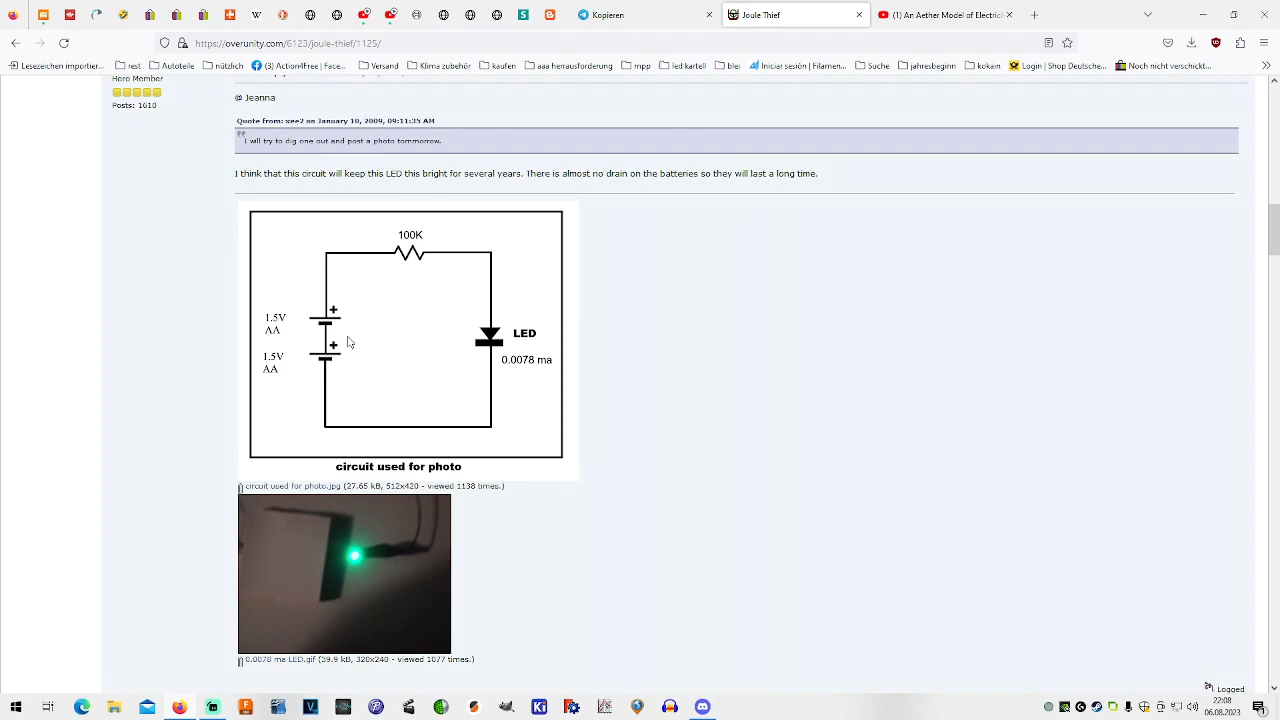 Kopieren
Joule Thief
(1) An Aether Model of Electricit
https://overunity.com/6123/joule-thief/1125/
Lesezeichen importier...
rest
Autoteile
nützlich
(3) Action4Free | Face...
Versand
Klima zubehör
kaufen
aaa herrausforderung
mpp
led kartell
blei
Iniciar sesión | Filamen...
Suche
jahresbeginn
kokain
Login | Shop Deutsche...
Noch nicht verschickt...
Hero Member
Posts: 1610
@ Jeanna
Quote from: xee2 on January 10, 2009, 09:11:35 AM
I will try to dig one out and post a photo tommorrow.
I think that this circuit will keep this LED this bright for several years. There is almost no drain on the batteries so they will last a long time.
100K
+
1.5V
AA
+
1.5V
AA
LED
0.0078 ma
circuit used for photo
circuit used for photo.jpg (27.65 kB, 512x420 - viewed 1138 times.)
0.0078 ma LED.gif (39.9 kB, 320x240 - viewed 1077 times.)
Logged
22:08
06.09.2023